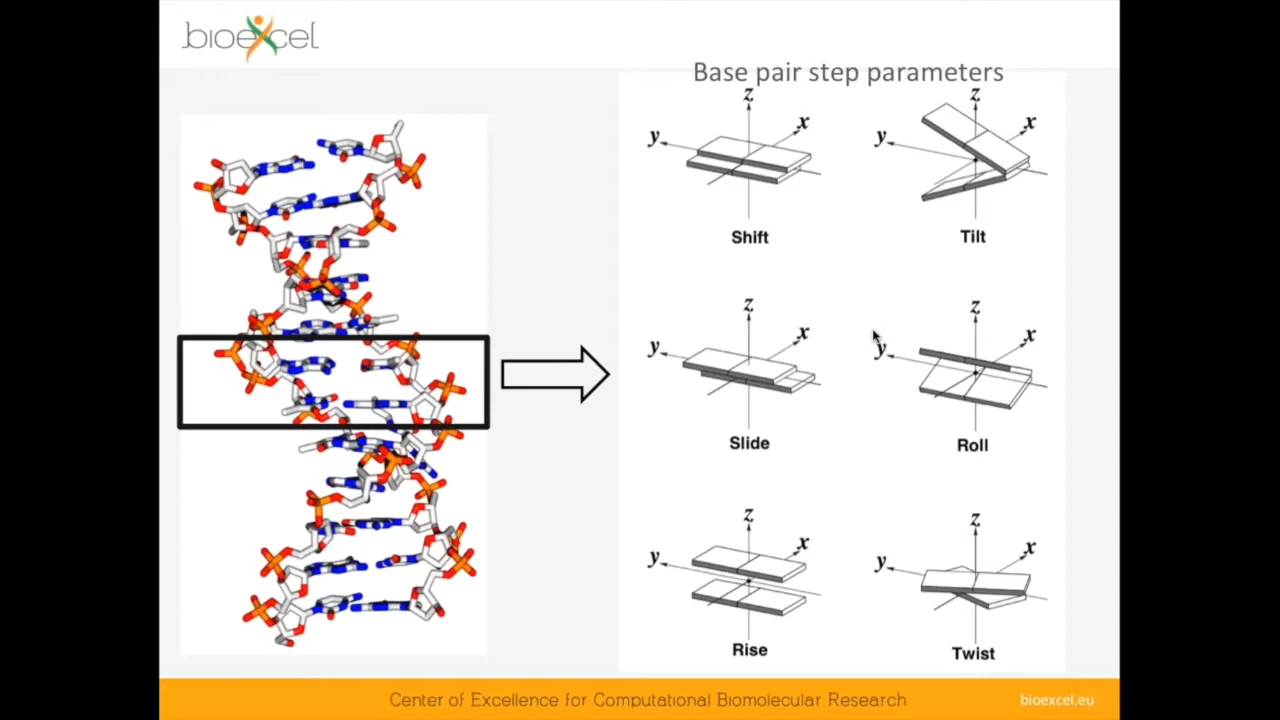 bioexcel
Base pair step parameters
z
y
x
Shift
z
y
x
Tilt
z
y
x
Slide
z
y
x
Roll
z
y
x
Rise
z
y
x
Twist
Center of Excellence for Computational Biomolecular Research
bioexcel.eu